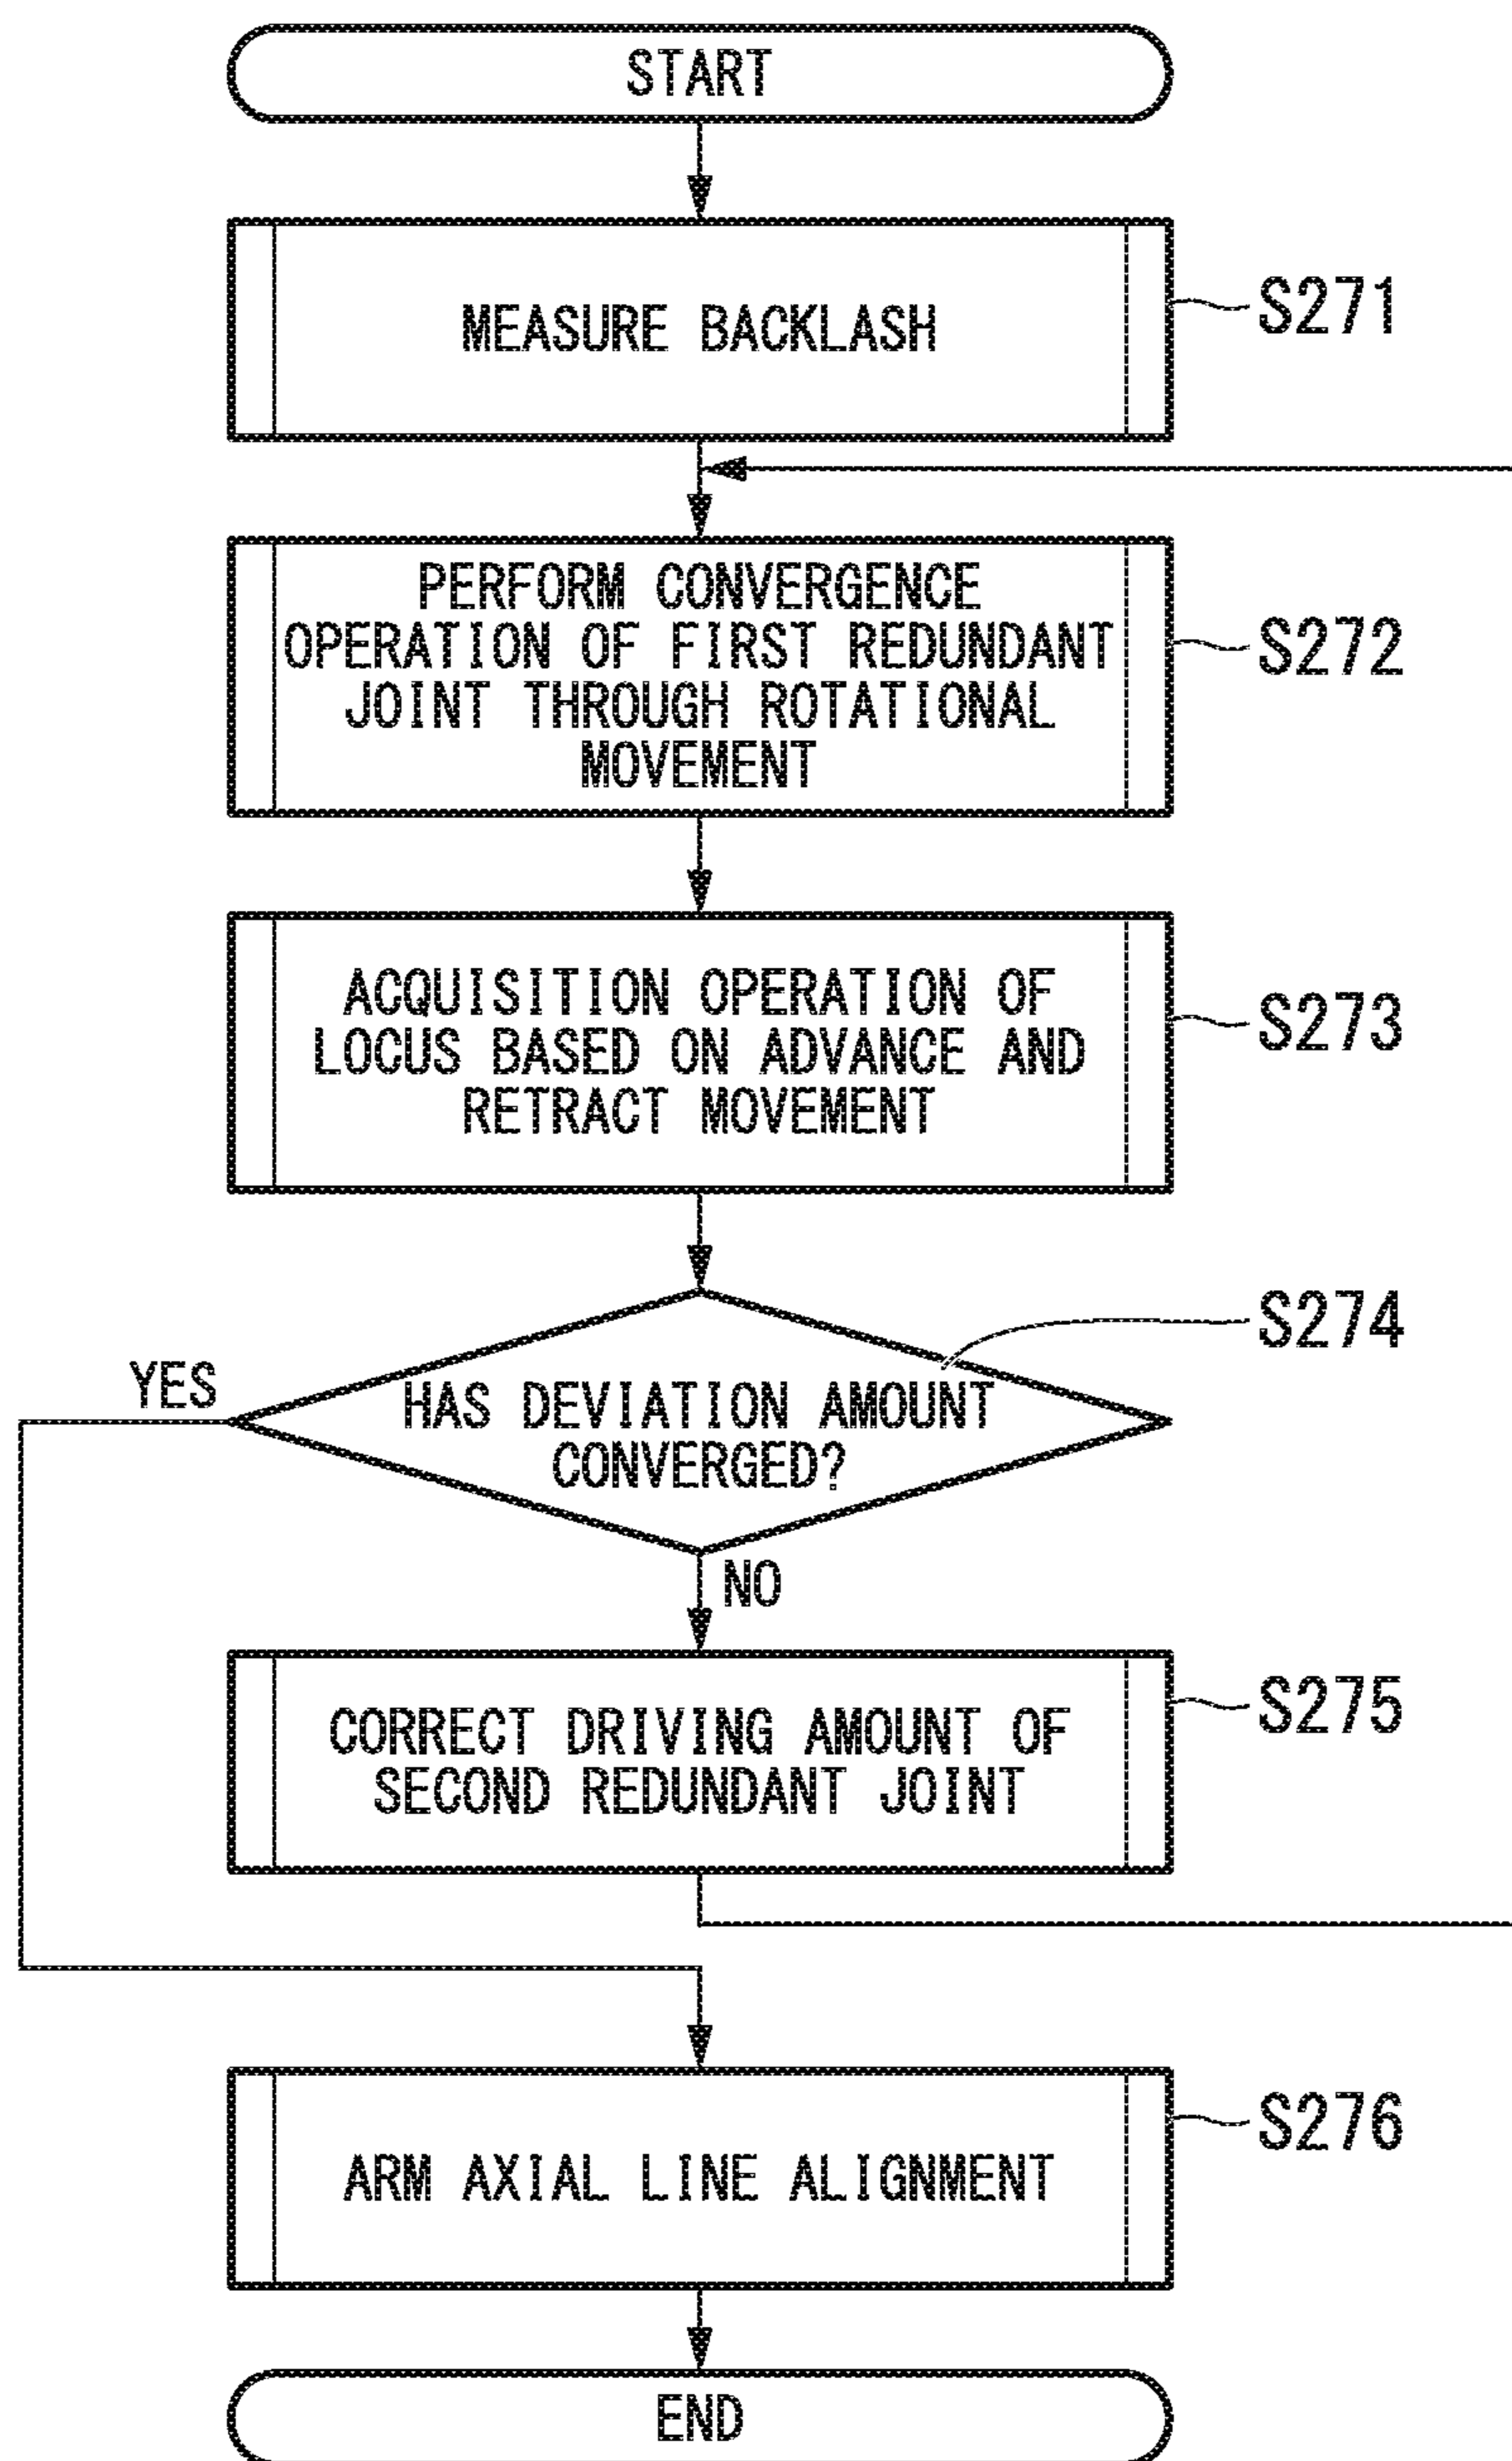 START
MEASURE BACKLASH
S271
PERFORM CONVERGENCE
OPERATION OF FIRST REDUNDANT
JOINT THROUGH ROTATIONAL
MOVEMENT
S272
ACQUISITION OPERATION OF
LOCUS BASED ON ADVANCE AND
RETRACT MOVEMENT
S273
S274
YES
HAS DEVIATION AMOUNT
CONVERGED?
NO
CORRECT DRIVING AMOUNT OF
SECOND REDUNDANT JOINT
S275
ARM AXIAL LINE ALIGNMENT
S276
END